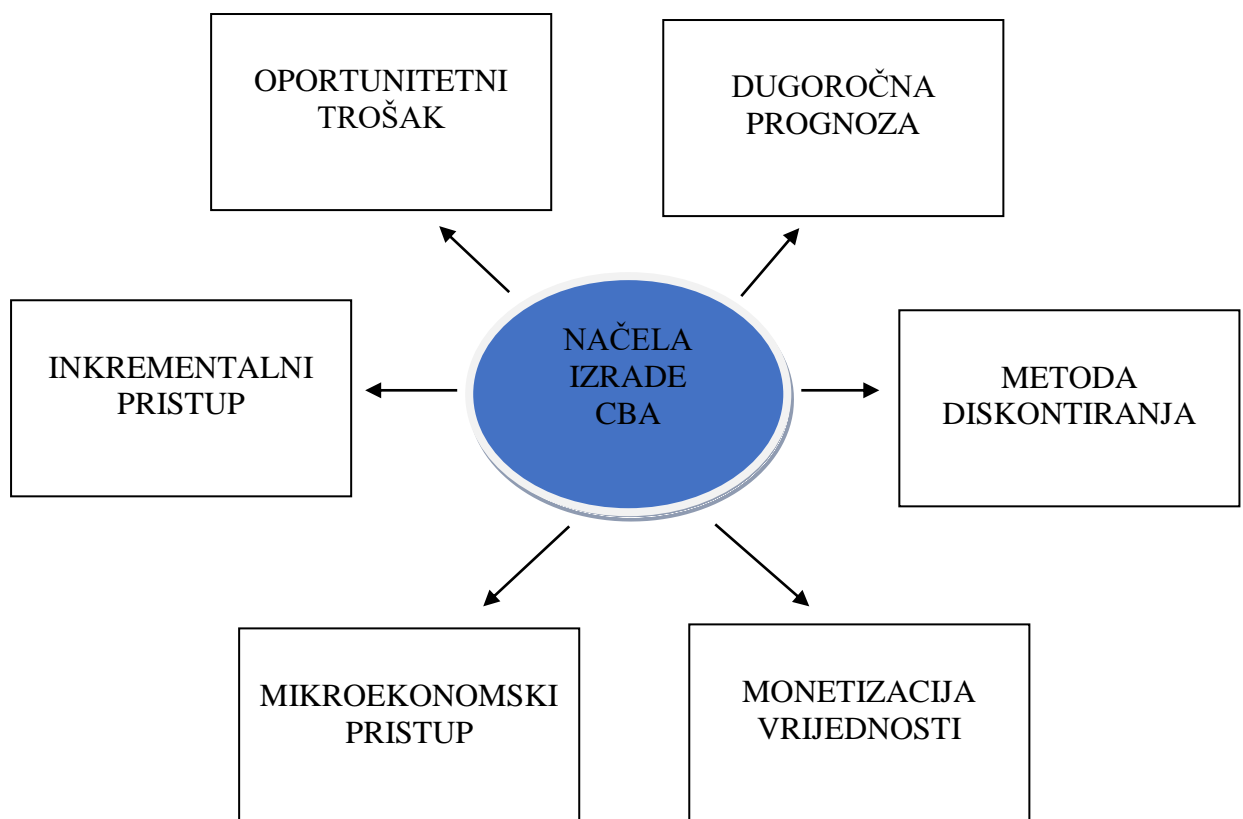 OPORTUNITETNI
TROŠAK
DUGOROČNA
PROGNOZA
INKREMENTALNI
PRISTUP
NAČELA
IZRADE
CBA
METODA
DISKONTIRANJA
MIKROEKONOMSKI
PRISTUP
MONETIZACIJA
VRIJEDNOSTI